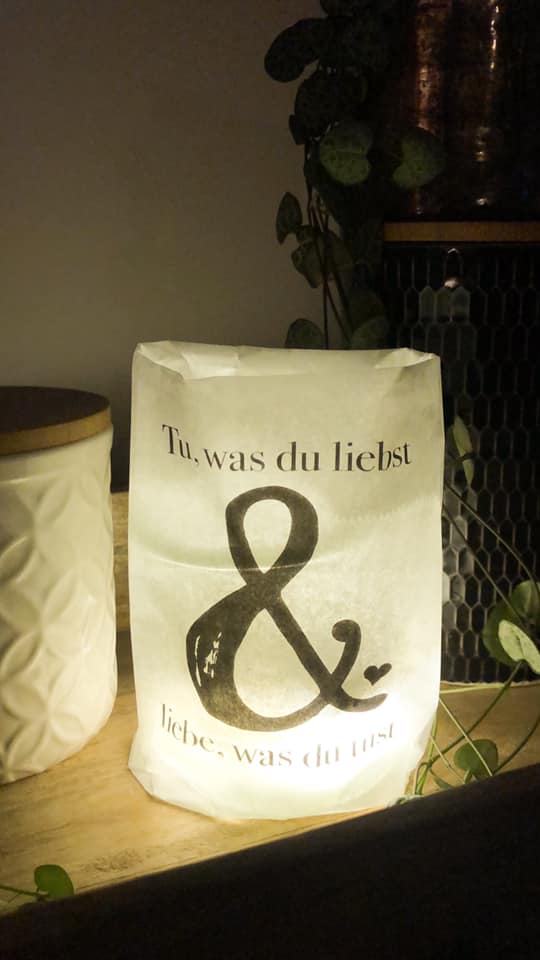 Tu, was du liebst
&
liebe, was du tust